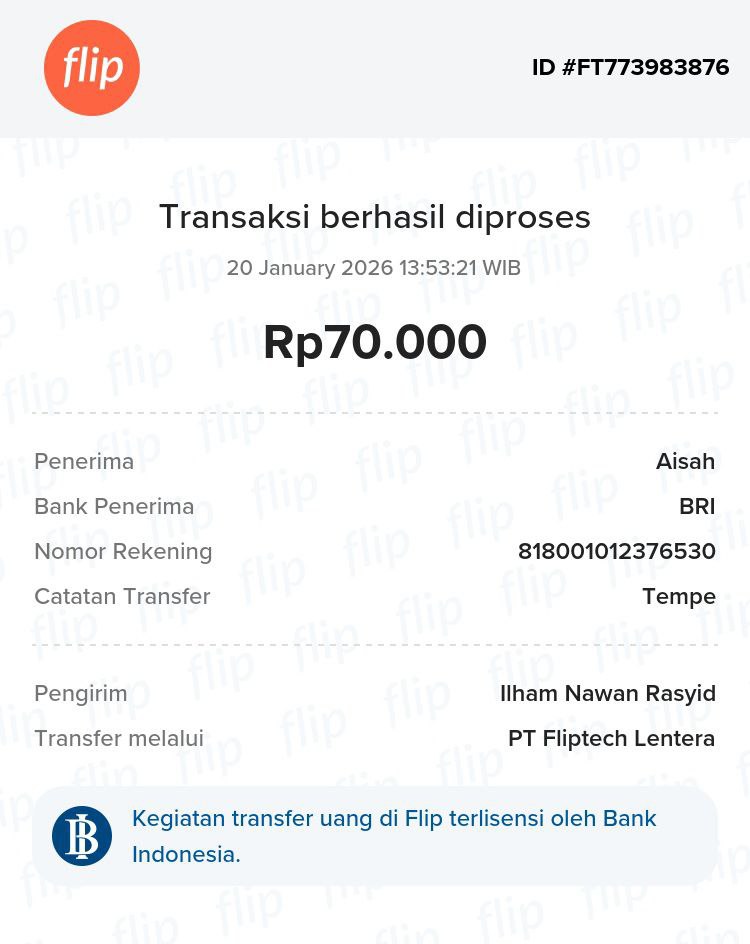 flip
ID #FT773983876
Transaksi berhasil diproses
20 January 2026 13:53:21 WIB
Rp70.000
Penerima Aisah
Bank Penerima BRI
Nomor Rekening 818001012376530
Catatan Transfer Tempe
Pengirim Ilham Nawan Rasyid
Transfer melalui PT Fliptech Lentera
Kegiatan transfer uang di Flip terlisensi oleh Bank
Indonesia.